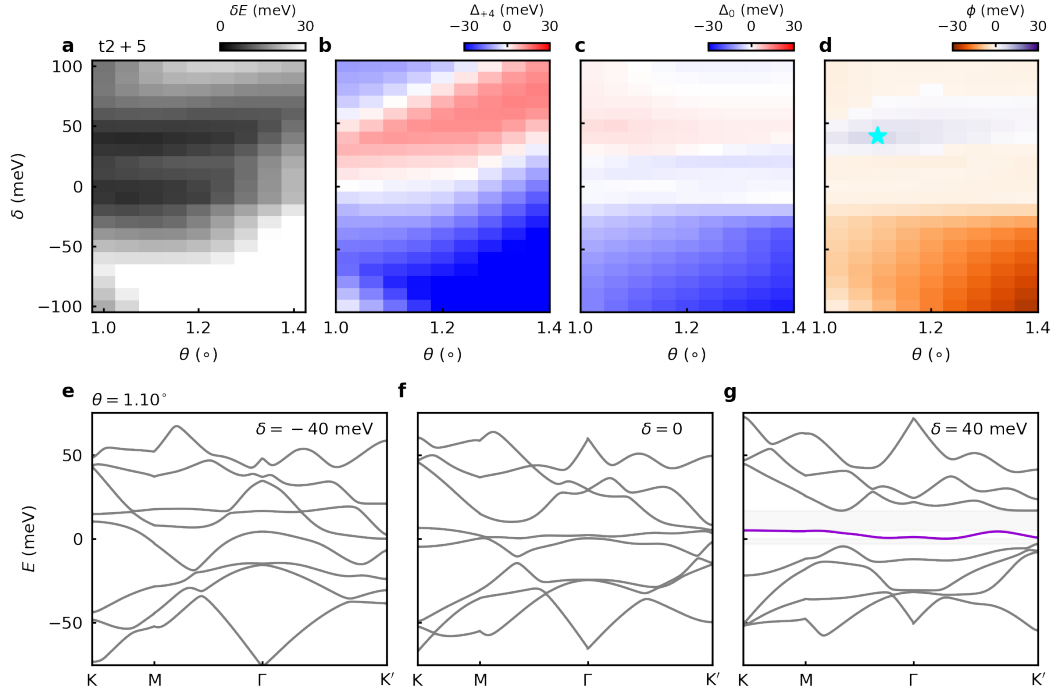 δE (meV)
0 30
Δ+4 (meV)
−30 0 30
Δ0 (meV)
−30 0 30
ϕ (meV)
−30 0 30
a t2 + 5 b c d
100
50
0
−50
−100
δ (meV)
1.0 1.2 1.4
1.0 1.2 1.4
1.0 1.2 1.4
1.0 1.2 1.4
θ (∘)
θ (∘)
θ (∘)
θ (∘)
e f g
θ = 1.10∘
δ = − 40 meV
δ = 0
δ = 40 meV
50
0
−50
E (meV)
K M Γ K′
K M Γ K′
K M Γ K′